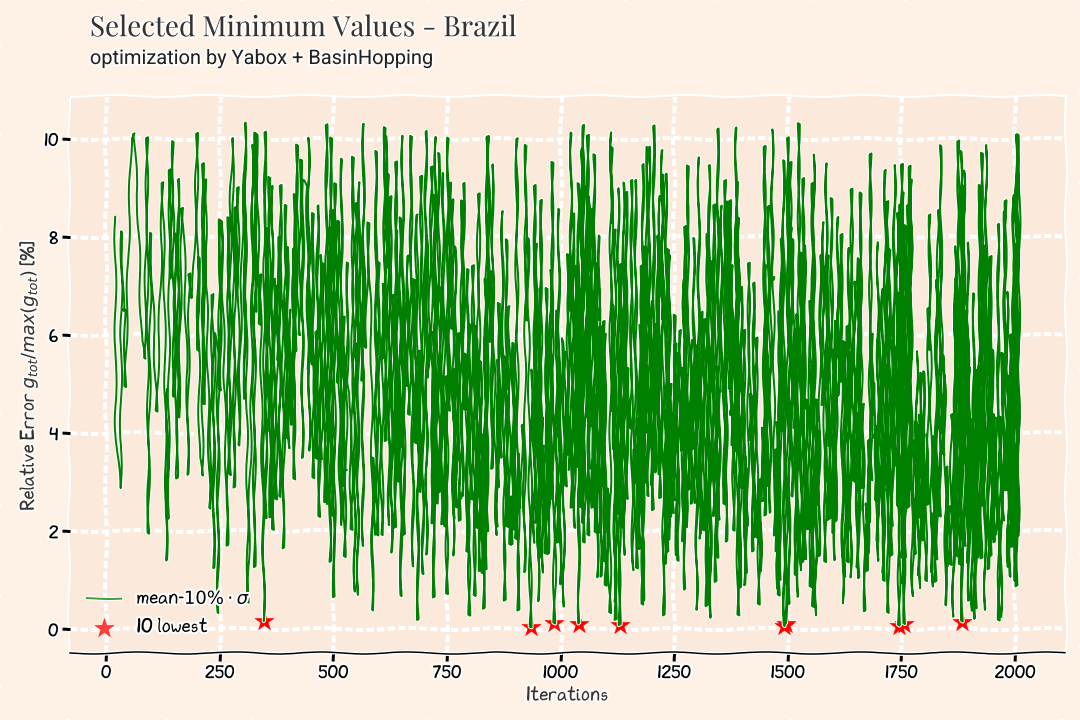 Selected Minimum Values - Brazil
optimization by Yabox + BasinHopping
Relative Error g_tot/max(g_tot) [%]
10
8
6
4
2
0
mean-10% · σ
10 lowest
0 250 500 750 1000 1250 1500 1750 2000
Iterations